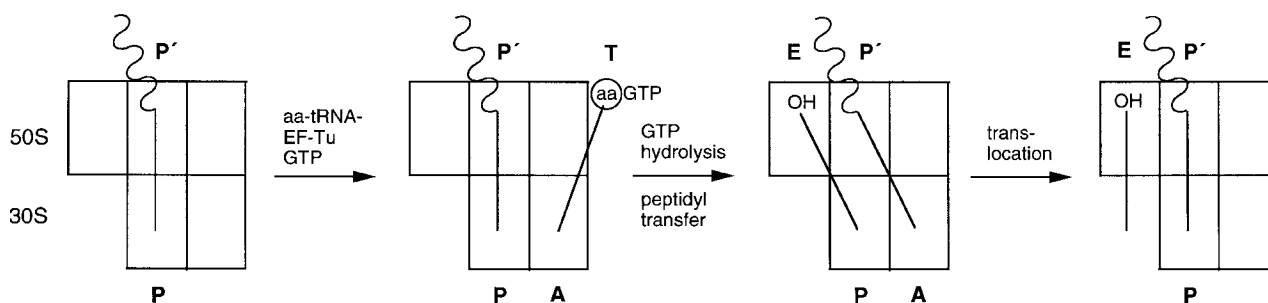 P´
P´
T
E
P´
E
P´
aa
GTP
OH
OH
50S
30S
aa-tRNA-
EF-Tu
GTP
GTP
hydrolysis
peptidyl
transfer
trans-
location
P
P
A
P
A
P